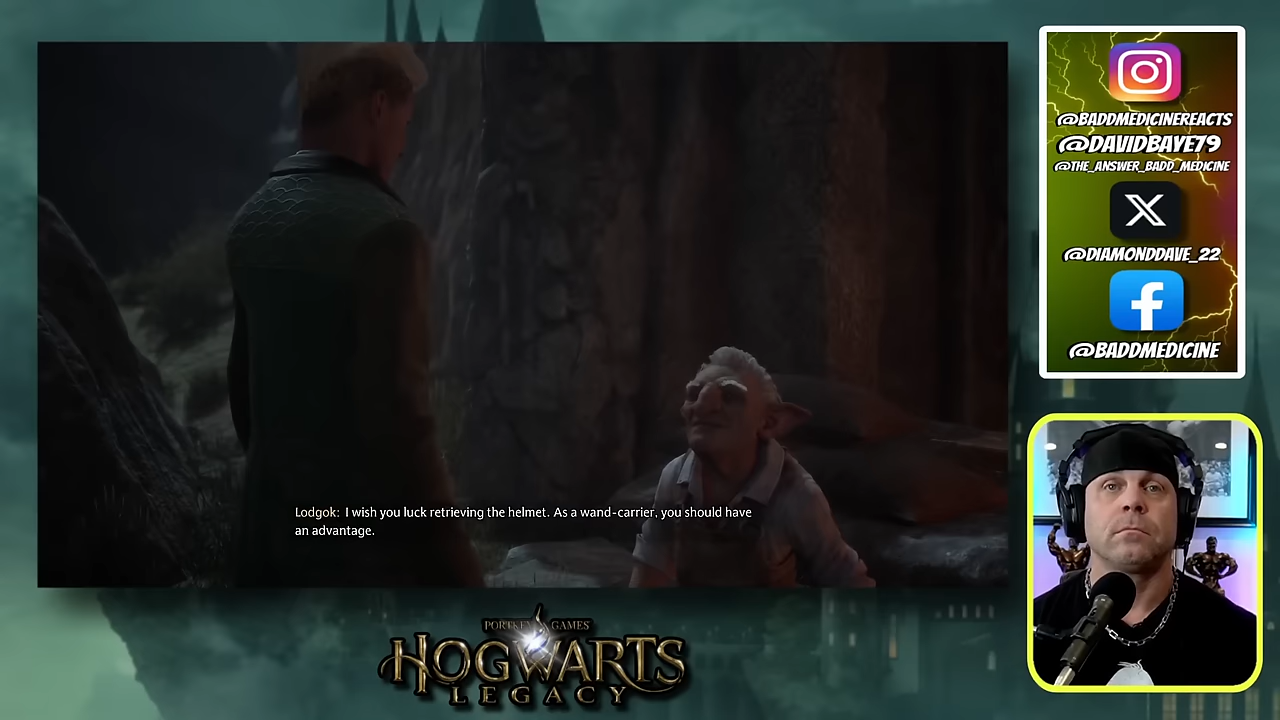 @BADDMEDICINEREACTS
@DAVIDBAYE79
@THE_ANSWER_BADD_MEDICINE
@DIAMONDDAVE_22
@BADDMEDICINE
Lodgok: I wish you luck retrieving the helmet. As a wand-carrier, you should have
an advantage.
PORTKEY GAMES
HOGWARTS
LEGACY